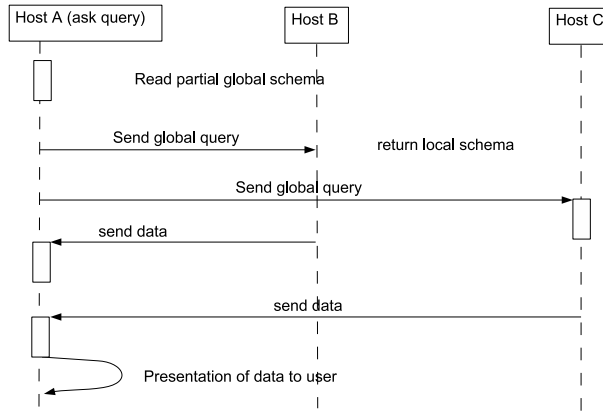 Host A (ask query)
Host B
Host C
Read partial global schema
Send global query
return local schema
Send global query
send data
send data
Presentation of data to user